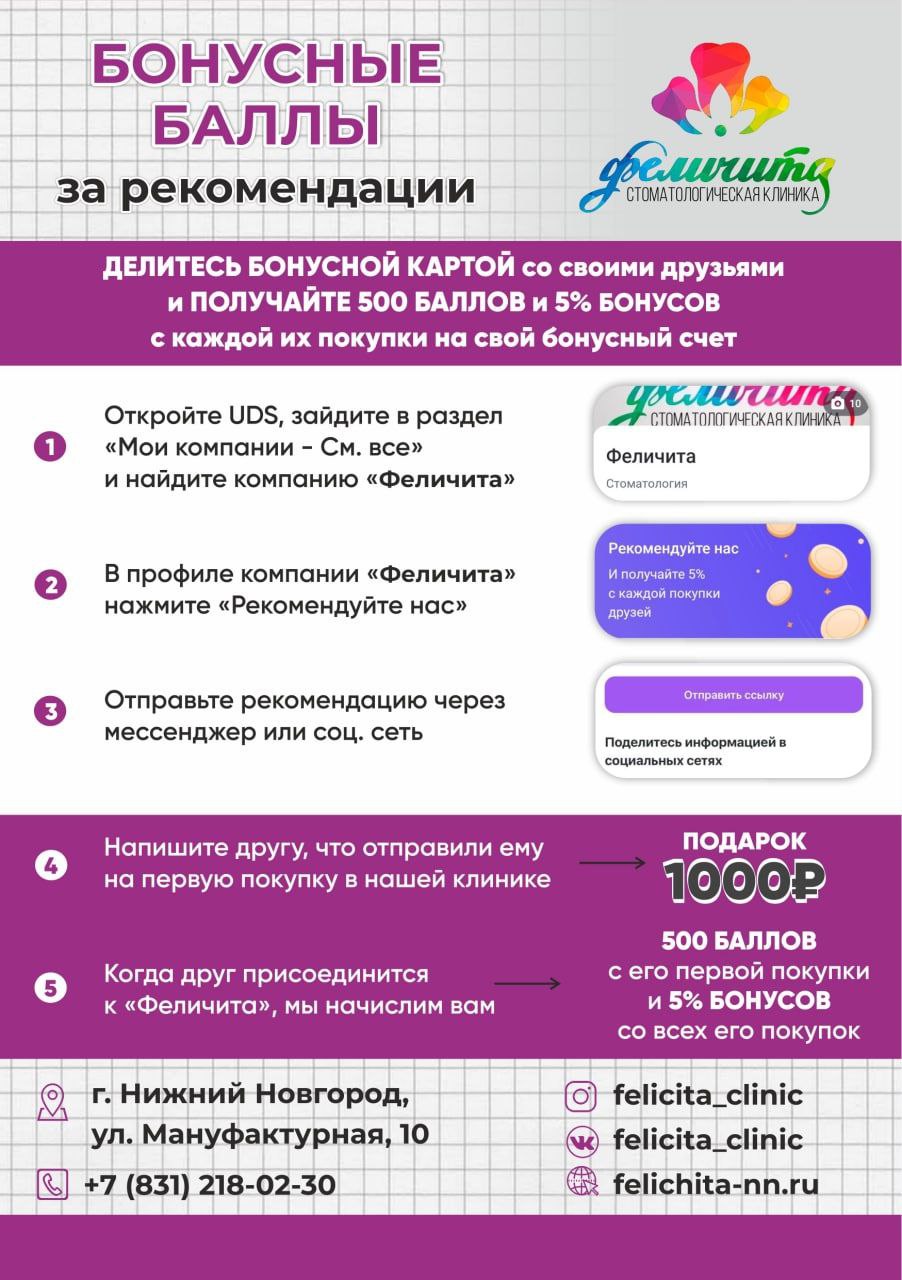 БОНУСНЫЕ
БАЛЛЫ
за рекомендации
феличита
СТОМАТОЛОГИЧЕСКАЯ КЛИНИКА
ДЕЛИТЕСЬ БОНУСНОЙ КАРТОЙ со своими друзьями
и ПОЛУЧАЙТЕ 500 БАЛЛОВ и 5% БОНУСОВ
с каждой их покупки на свой бонусный счет
1
Откройте UDS, зайдите в раздел
«Мои компании - См. все»
и найдите компанию «Феличита»
феличита
СТОМАТОЛОГИЧЕСКАЯ КЛИНИКА
10
Феличита
Стоматология
2
В профиле компании «Феличита»
нажмите «Рекомендуйте нас»
Рекомендуйте нас
И получайте 5%
с каждой покупки
друзей
3
Отправьте рекомендацию через
мессенджер или соц. сеть
Отправить ссылку
Поделитесь информацией в
социальных сетях
4
Напишите другу, что отправили ему
на первую покупку в нашей клинике
ПОДАРОК
1000₽
5
Когда друг присоединится
к «Феличита», мы начислим вам
500 БАЛЛОВ
с его первой покупки
и 5% БОНУСОВ
со всех его покупок
г. Нижний Новгород,
ул. Мануфактурная, 10
+7 (831) 218-02-30
felicita_clinic
felicita_clinic
felichita-nn.ru